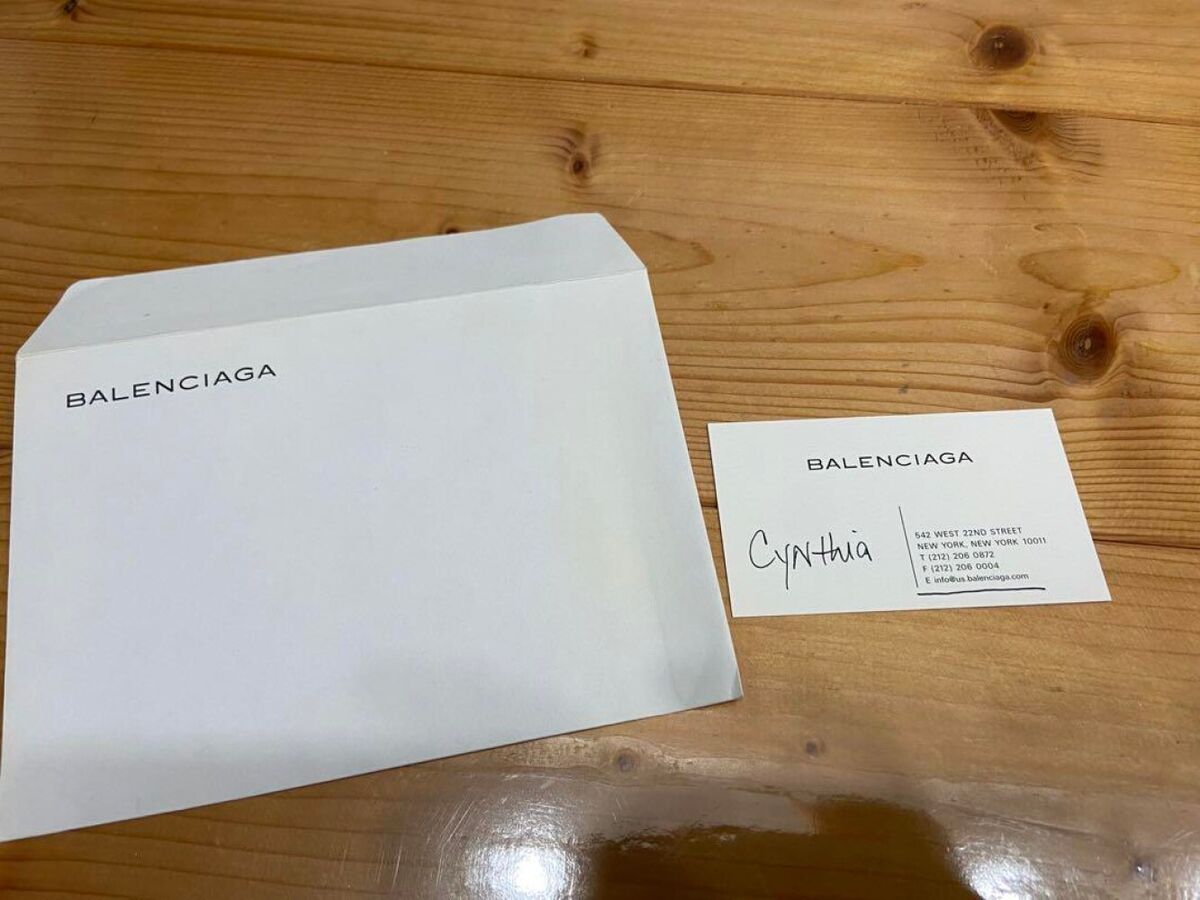 BALENCIAGA
BALENCIAGA
Cynthia
542 WEST 22ND STREET
NEW YORK, NEW YORK 10011
T (212) 206 0872
F (212) 206 0004
E info@us.balenciaga.com